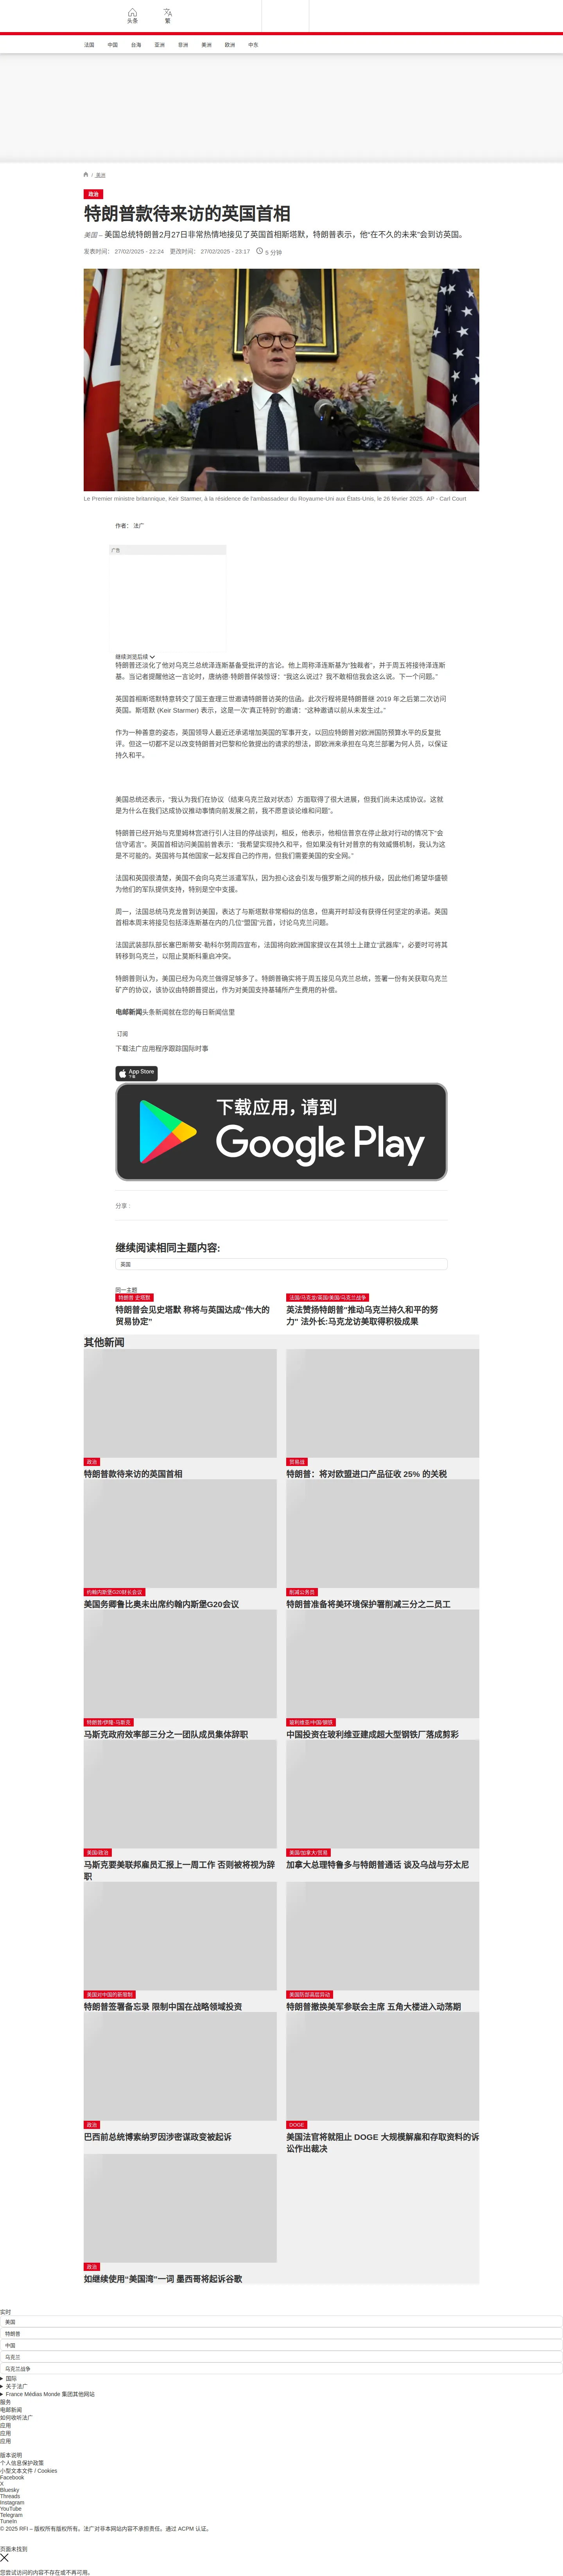 头条
繁
法国 中国 台海 亚洲 非洲 美洲 欧洲 中东
/ 美洲
政治
特朗普款待来访的英国首相
美国 – 美国总统特朗普2月27日非常热情地接见了英国首相斯塔默，特朗普表示，他“在不久的未来”会到访英国。
发表时间： 27/02/2025 - 22:24 更改时间： 27/02/2025 - 23:17 5 分钟
Le Premier ministre britannique, Keir Starmer, à la résidence de l'ambassadeur du Royaume-Uni aux États-Unis, le 26 février 2025. AP - Carl Court
作者： 法广
广告
继续浏览后续
特朗普还淡化了他对乌克兰总统泽连斯基备受批评的言论。他上周称泽连斯基为“独裁者”，并于周五将接待泽连斯
基。当记者提醒他这一言论时，唐纳德·特朗普佯装惊讶：“我这么说过？我不敢相信我会这么说。下一个问题。”
英国首相斯塔默特意转交了国王查理三世邀请特朗普访英的信函。此次行程将是特朗普继 2019 年之后第二次访问
英国。斯塔默 (Keir Starmer) 表示，这是一次“真正特别”的邀请：“这种邀请以前从未发生过。”
作为一种善意的姿态，英国领导人最近还承诺增加英国的军事开支，以回应特朗普对欧洲国防预算水平的反复批
评。但这一切都不足以改变特朗普对巴黎和伦敦提出的请求的想法，即欧洲来承担在乌克兰部署为何人员，以保证
持久和平。
美国总统还表示，“我认为我们在协议（结束乌克兰敌对状态）方面取得了很大进展，但我们尚未达成协议。这就
是为什么在我们达成协议推动事情向前发展之前，我不愿意谈论维和问题”。
特朗普已经开始与克里姆林宫进行引人注目的停战谈判，相反，他表示，他相信普京在停止敌对行动的情况下“会
信守诺言”。英国首相访问美国前曾表示：“我希望实现持久和平，但如果没有针对普京的有效威慑机制，我认为这
是不可能的。英国将与其他国家一起发挥自己的作用，但我们需要美国的安全网。”
法国和英国很清楚，美国不会向乌克兰派遣军队，因为担心这会引发与俄罗斯之间的核升级，因此他们希望华盛顿
为他们的军队提供支持，特别是空中支援。
周一，法国总统马克龙曾到访美国，表达了与斯塔默非常相似的信息，但离开时却没有获得任何坚定的承诺。英国
首相本周末将接见包括泽连斯基在内的几位“盟国”元首，讨论乌克兰问题。
法国武装部队部长塞巴斯蒂安·勒科尔努周四宣布，法国将向欧洲国家提议在其领土上建立“武器库”，必要时可将其
转移到乌克兰，以阻止莫斯科重启冲突。
特朗普则认为，美国已经为乌克兰做得足够多了。特朗普确实将于周五接见乌克兰总统，签署一份有关获取乌克兰
矿产的协议，该协议由特朗普提出，作为对美国支持基辅所产生费用的补偿。
电邮新闻头条新闻就在您的每日新闻信里
订阅
下载法广应用程序跟踪国际时事
App Store
下载
下载应用，请到
Google Play
分享 :
继续阅读相同主题内容:
英国
同一主题
特朗普 史塔默
特朗普会见史塔默 称将与英国达成“伟大的
贸易协定”
法国/马克龙/英国/美国/乌克兰战争
英法赞扬特朗普“推动乌克兰持久和平的努
力” 法外长:马克龙访美取得积极成果
其他新闻
政治
特朗普款待来访的英国首相
贸易战
特朗普：将对欧盟进口产品征收 25% 的关税
约翰内斯堡G20财长会议
美国务卿鲁比奥未出席约翰内斯堡G20会议
削减公务员
特朗普准备将美环境保护署削减三分之二员工
特朗普/伊隆·马斯克
马斯克政府效率部三分之一团队成员集体辞职
玻利维亚/中国/钢铁
中国投资在玻利维亚建成超大型钢铁厂落成剪彩
美国/政治
马斯克要美联邦雇员汇报上一周工作 否则被将视为辞
职
美国/加拿大/贸易
加拿大总理特鲁多与特朗普通话 谈及乌战与芬太尼
美国对中国的新限制
特朗普签署备忘录 限制中国在战略领域投资
美国防部高层异动
特朗普撤换美军参联会主席 五角大楼进入动荡期
政治
巴西前总统博索纳罗因涉密谋政变被起诉
DOGE
美国法官将就阻止 DOGE 大规模解雇和存取资料的诉
讼作出裁决
政治
如继续使用“美国湾”一词 墨西哥将起诉谷歌
实时
美国
特朗普
中国
乌克兰
乌克兰战争
国际
关于法广
France Médias Monde 集团其他网站
服务
电邮新闻
如何收听法广
应用
应用
应用
版本说明
个人信息保护政策
小型文本文件 / Cookies
Facebook
X
Bluesky
Threads
Instagram
YouTube
Telegram
TuneIn
© 2025 RFI – 版权所有版权所有。法广对非本网站内容不承担责任。通过 ACPM 认证。
页面未找到
您尝试访问的内容不存在或不再可用。